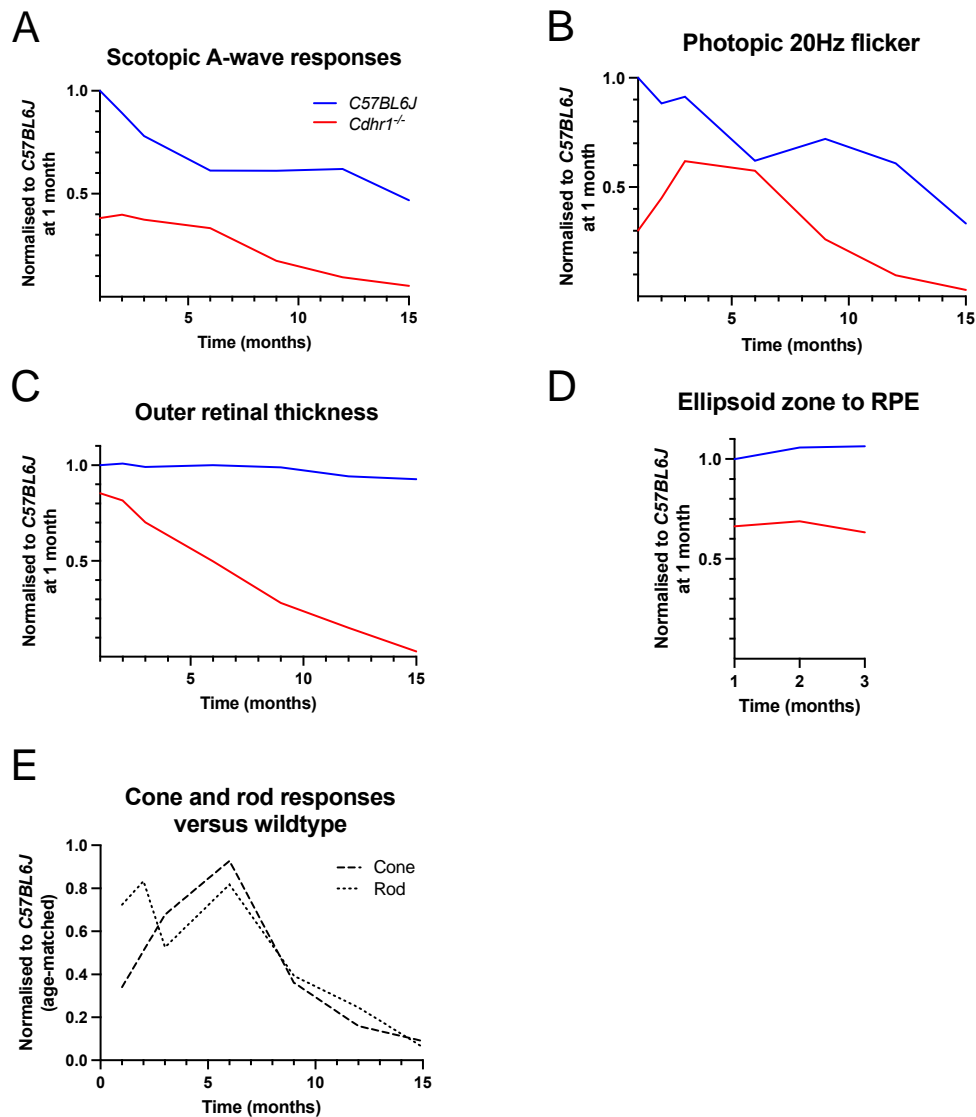 A
Scotopic A-wave responses
Normalised to C57BL6J
at 1 month
1.0
0.5
C57BL6J
Cdhr1-/-
5
10
15
Time (months)
B
Photopic 20Hz flicker
Normalised to C57BL6J
at 1 month
1.0
0.5
5
10
15
Time (months)
C
Outer retinal thickness
Normalised to C57BL6J
at 1 month
1.0
0.5
5
10
15
Time (months)
D
Ellipsoid zone to RPE
Normalised to C57BL6J
at 1 month
1.0
0.5
1
2
3
Time (months)
E
Cone and rod responses
versus wildtype
Normalised to C57BL6J
(age-matched)
1.0
0.8
0.6
0.4
0.2
0.0
Cone
Rod
0
5
10
15
Time (months)